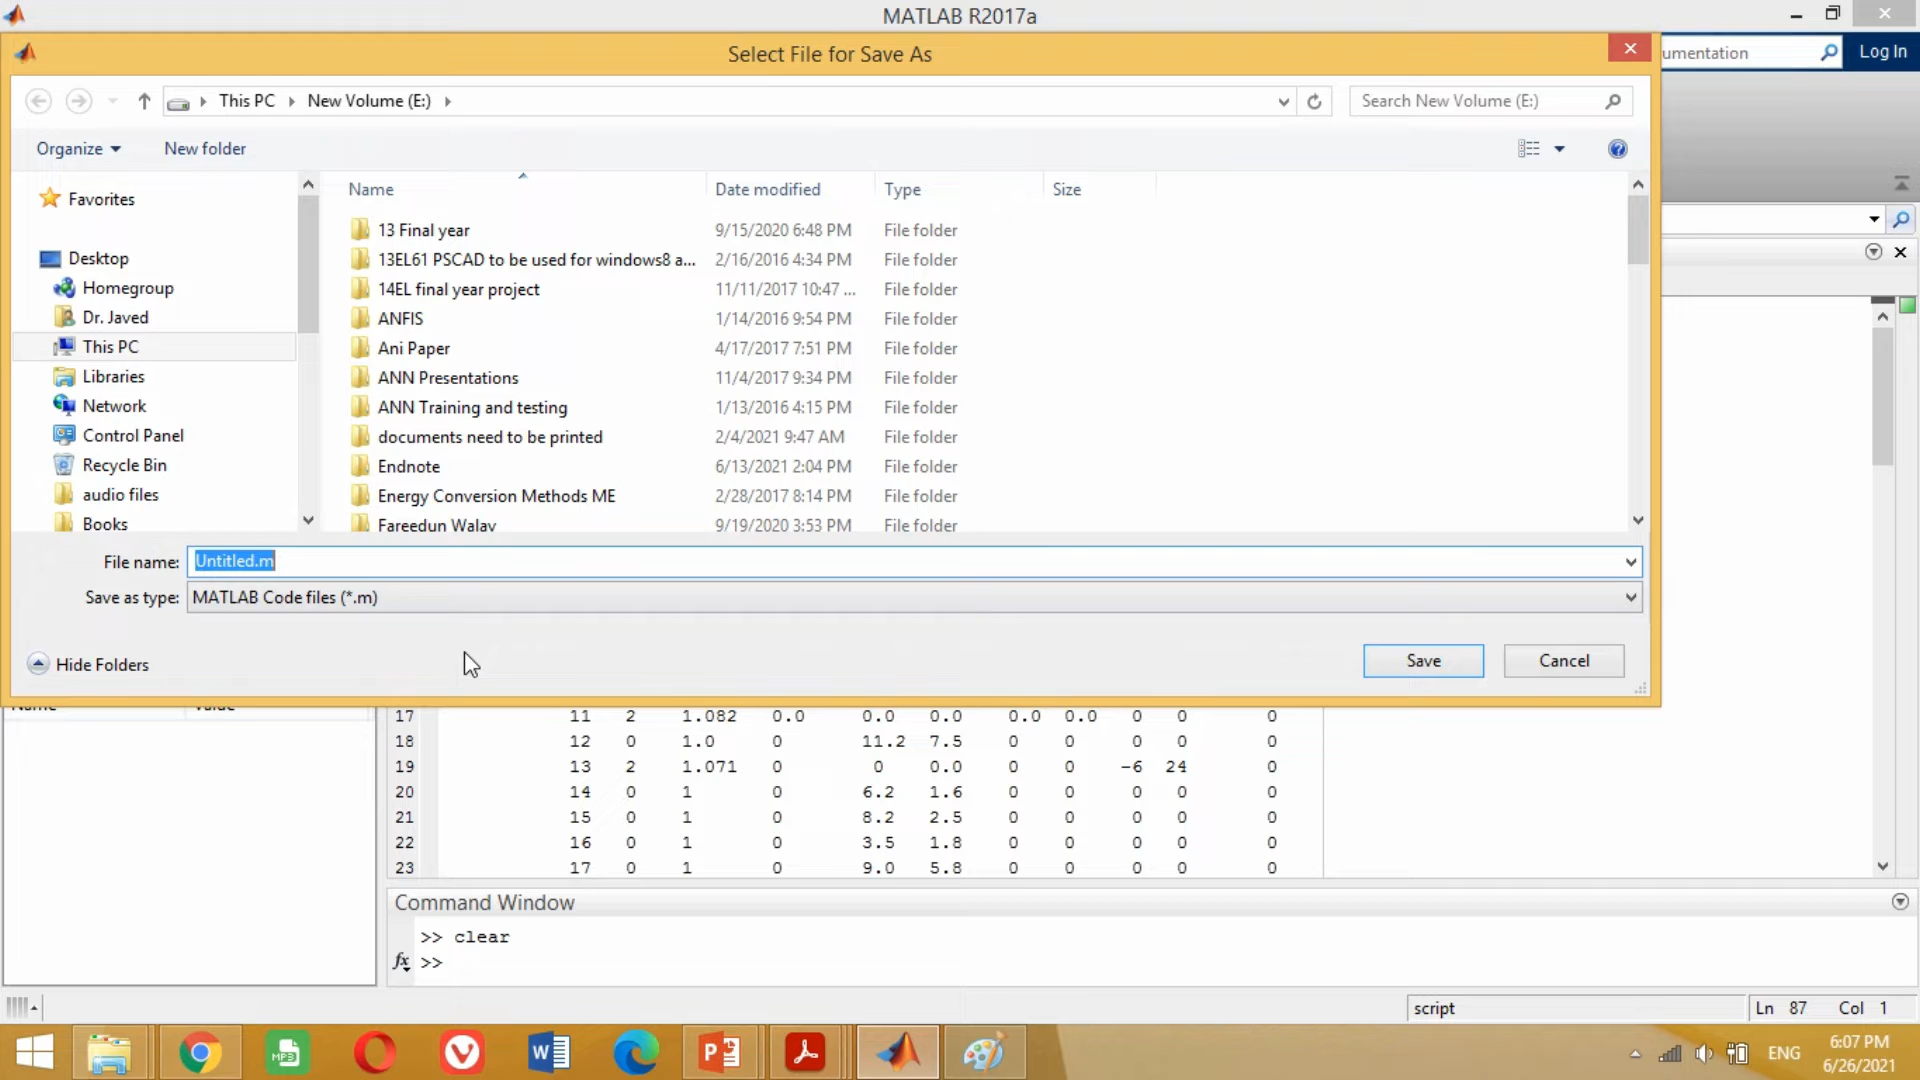 MATLAB R2017a
Select File for Save As
umentation
Log In
This PC
New Volume (E:)
Search New Volume (E:)
Organize
New folder
Favorites
Desktop
Homegroup
Dr. Javed
This PC
Libraries
Network
Control Panel
Recycle Bin
audio files
Books
Name Date modified Type Size
13 Final year 9/15/2020 6:48 PM File folder
13EL61 PSCAD to be used for windows8 a... 2/16/2016 4:34 PM File folder
14EL final year project 11/11/2017 10:47 ... File folder
ANFIS 1/14/2016 9:54 PM File folder
Ani Paper 4/17/2017 7:51 PM File folder
ANN Presentations 11/4/2017 9:34 PM File folder
ANN Training and testing 1/13/2016 4:15 PM File folder
documents need to be printed 2/4/2021 9:47 AM File folder
Endnote 6/13/2021 2:04 PM File folder
Energy Conversion Methods ME 2/28/2017 8:14 PM File folder
Fareedun Walay 9/19/2020 3:53 PM File folder
File name: Untitled.m
Save as type: MATLAB Code files (*.m)
Hide Folders
Save
Cancel
17 11 2 1.082 0.0 0.0 0.0 0.0 0.0 0 0 0
18 12 0 1.0 0 11.2 7.5 0 0 0 0 0
19 13 2 1.071 0 0 0.0 0 0 -6 24 0
20 14 0 1 0 6.2 1.6 0 0 0 0 0
21 15 0 1 0 8.2 2.5 0 0 0 0 0
22 16 0 1 0 3.5 1.8 0 0 0 0 0
23 17 0 1 0 9.0 5.8 0 0 0 0 0
Command Window
>> clear
fx >>
script
Ln 87 Col 1
MP3
ENG
6:07 PM
6/26/2021